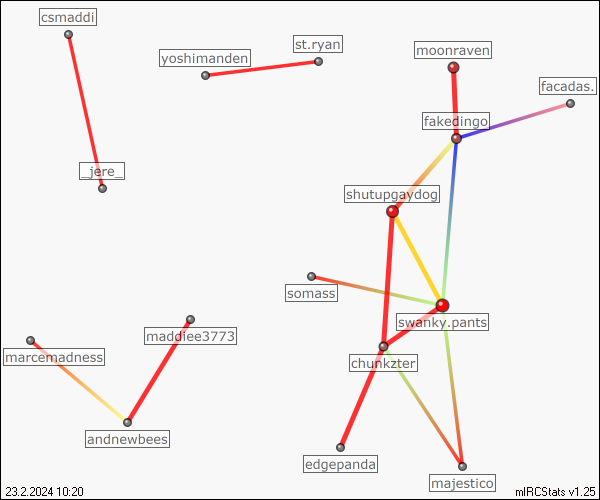 csmaddi
st.ryan
moonraven
yoshimanden
facadas.
fakedingo
_jere_
shutupgaydog
somass
swanky.pants
maddiee3773
marcemadness
chunkzter
andnewbees
edgepanda
majestico
23.2.2024 10:20
mIRCStats v1.25